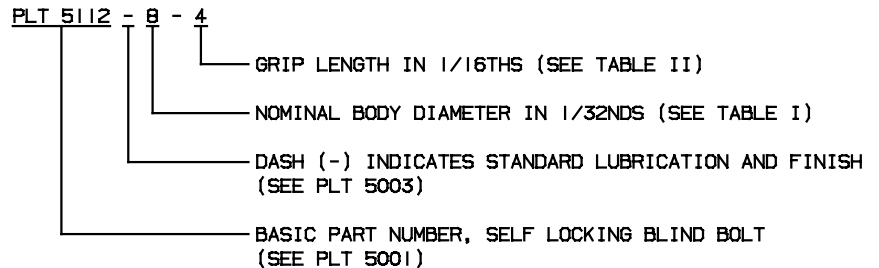 PLT 5112 - 8 - 4
GRIP LENGTH IN 1/16THS (SEE TABLE II)
NOMINAL BODY DIAMETER IN 1/32NDS (SEE TABLE I)
DASH (-) INDICATES STANDARD LUBRICATION AND FINISH
(SEE PLT 5003)
BASIC PART NUMBER, SELF LOCKING BLIND BOLT
(SEE PLT 5001)